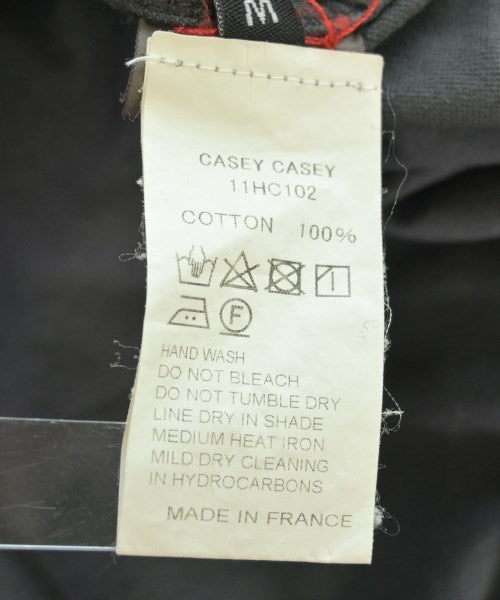 M
CASEY CASEY
11HC102
COTTON 100%
F
HAND WASH
DO NOT BLEACH
DO NOT TUMBLE DRY
LINE DRY IN SHADE
MEDIUM HEAT IRON
MILD DRY CLEANING
IN HYDROCARBONS
MADE IN FRANCE